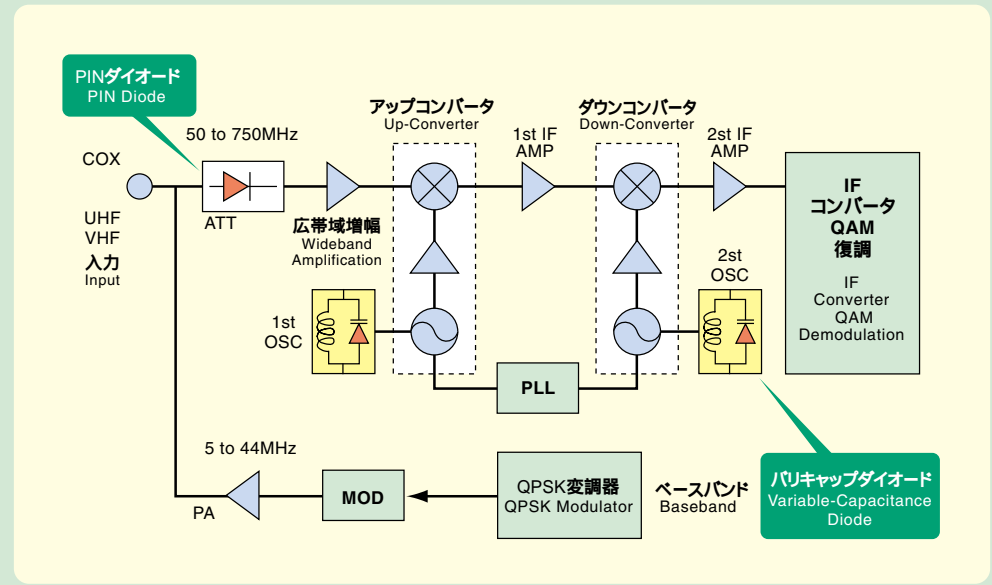 PINダイオード
PIN Diode
50 to 750MHz
COX
UHF
VHF
入力
Input
ATT
広帯域増幅
Wideband
Amplification
アップコンバータ
Up-Converter
1st IF
AMP
ダウンコンバータ
Down-Converter
2st IF
AMP
IF
コンバータ
QAM
復調
IF
Converter
QAM
Demodulation
1st
OSC
2st
OSC
PLL
5 to 44MHz
PA
MOD
QPSK変調器
QPSK Modulator
ベースバンド
Baseband
バリキャップダイオード
Variable-Capacitance
Diode